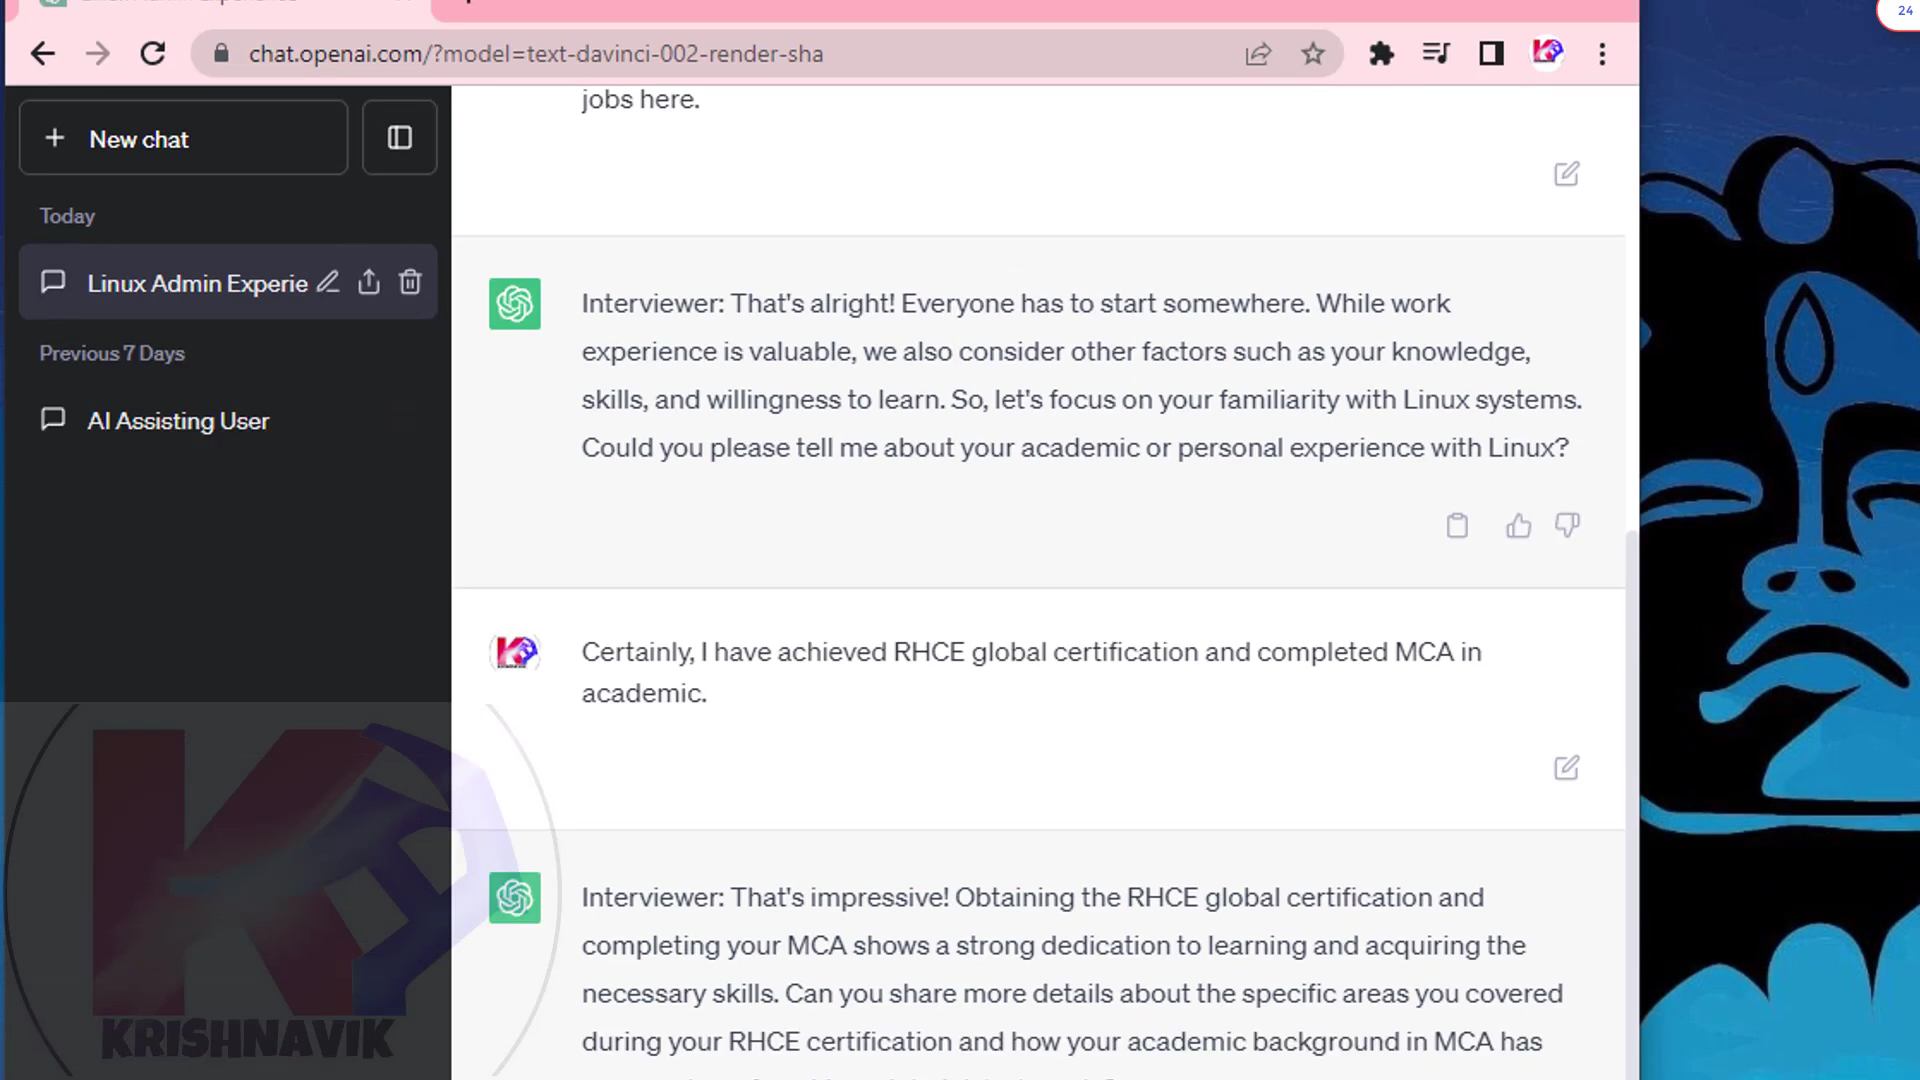 24
chat.openai.com/?model=text-davinci-002-render-sha
New chat
Today
Linux Admin Experie
Previous 7 Days
AI Assisting User
jobs here.
Interviewer: That's alright! Everyone has to start somewhere. While work
experience is valuable, we also consider other factors such as your knowledge,
skills, and willingness to learn. So, let's focus on your familiarity with Linux systems.
Could you please tell me about your academic or personal experience with Linux?
Certainly, I have achieved RHCE global certification and completed MCA in
academic.
Interviewer: That's impressive! Obtaining the RHCE global certification and
completing your MCA shows a strong dedication to learning and acquiring the
necessary skills. Can you share more details about the specific areas you covered
during your RHCE certification and how your academic background in MCA has
KRISHNAVIK